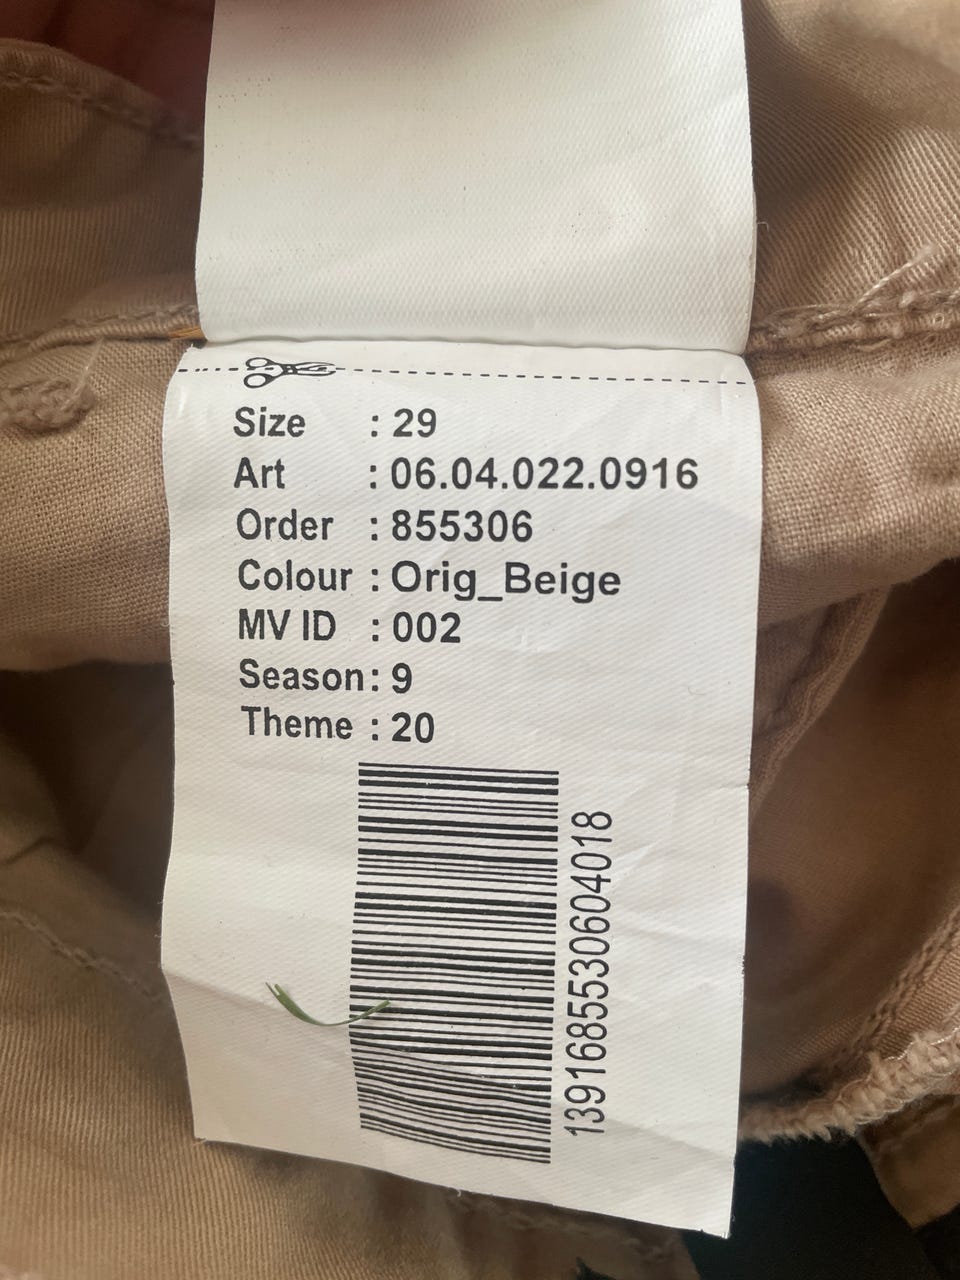 Size : 29
Art : 06.04.022.0916
Order : 855306
Colour : Orig_Beige
MV ID : 002
Season : 9
Theme : 20
1391685530604018